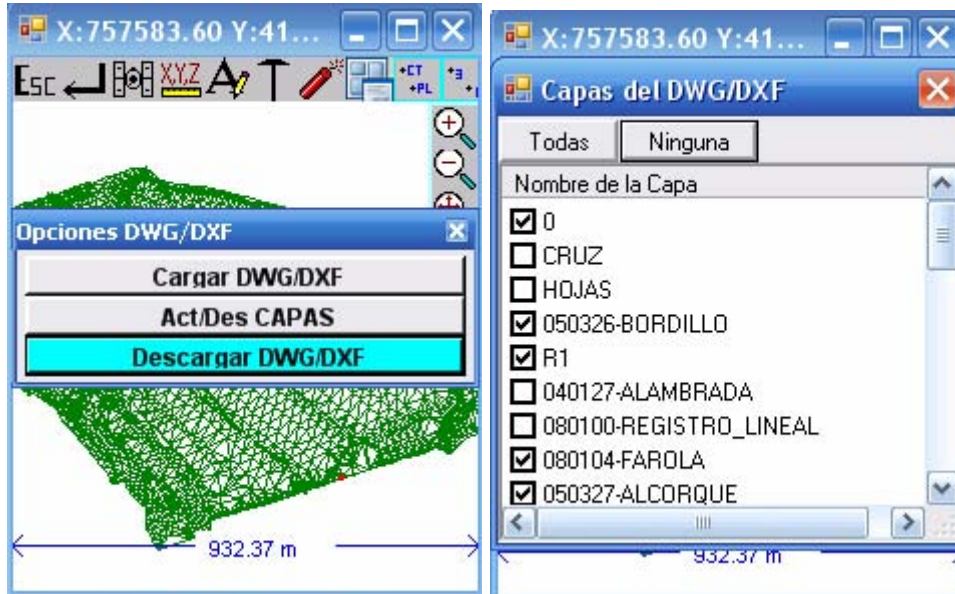 X:757583.60 Y:41...
ESC XYZ A T +CT +PL +3
Opciones DWG/DXF
Cargar DWG/DXF
Act/Des CAPAS
Descargar DWG/DXF
932.37 m
X:757583.60 Y:41...
Capas del DWG/DXF
Todas Ninguna
Nombre de la Capa
0
CRUZ
HOJAS
050326-BORDILLO
R1
040127-ALAMBRADA
080100-REGISTRO_LINEAL
080104-FAROLA
050327-ALCORQUE
932.37 m